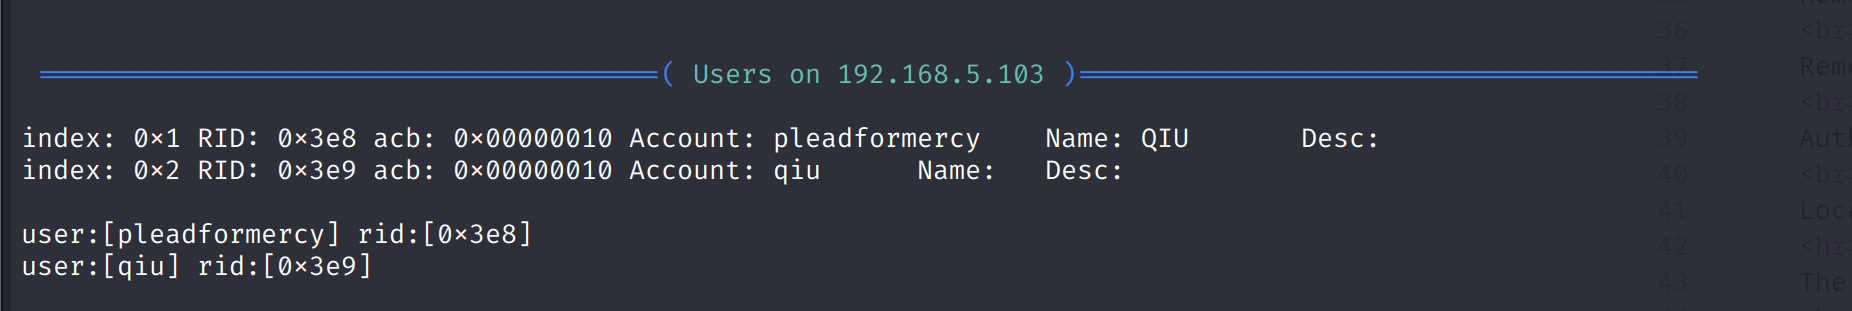 ( Users on 192.168.5.103 )
index: 0×1 RID: 0×3e8 acb: 0×00000010 Account: pleadformercy    Name: QIU       Desc:
index: 0×2 RID: 0×3e9 acb: 0×00000010 Account: qiu      Name:   Desc:
user:[pleadformercy] rid:[0×3e8]
user:[qiu] rid:[0×3e9]
36 <br
37 Rem
38 <br
39 Aut
40 <br
41 Loc
42 <hr
43 The